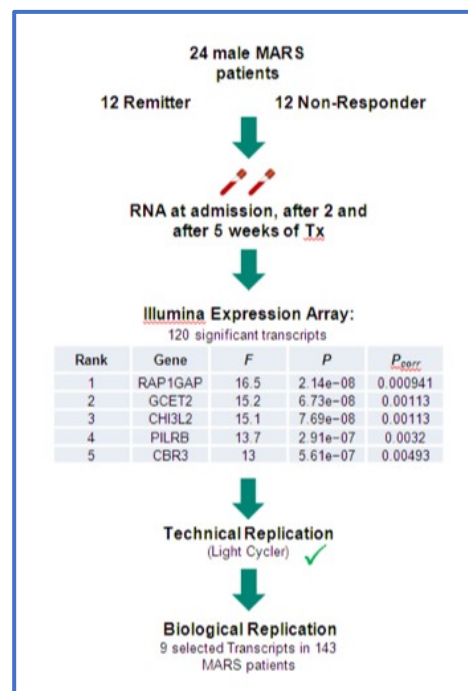 24 male MARS
patients
12 Remitter 12 Non-Responder
RNA at admission, after 2 and
after 5 weeks of Tx
Illumina Expression Array:
120 significant transcripts
Rank Gene F P Pcorr
1 RAP1GAP 16.5 2.14e-08 0.000941
2 GCET2 15.2 6.73e-08 0.00113
3 CHI3L2 15.1 7.69e-08 0.00113
4 PILRB 13.7 2.91e-07 0.0032
5 CBR3 13 5.61e-07 0.00493
Technical Replication
(Light Cycler)
Biological Replication
9 selected Transcripts in 143
MARS patients